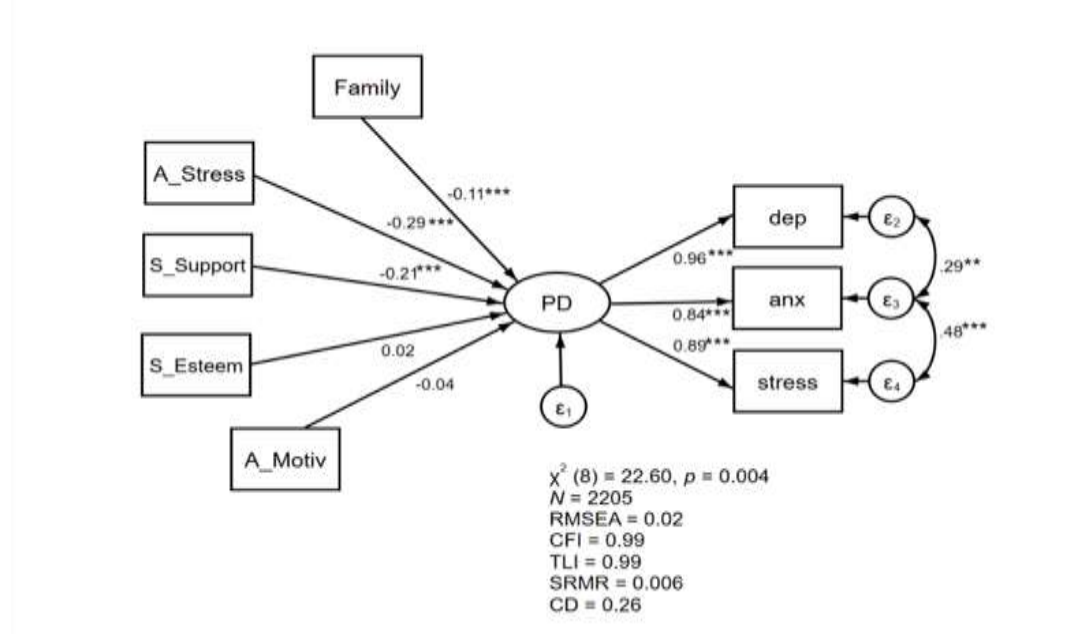 Family
A_Stress
-0.11***
-0.29***
dep
ε2
S_Support
-0.21***
0.96***
.29**
PD
anx
ε3
0.84***
.48***
S_Esteem
0.02
0.89***
-0.04
stress
ε4
ε1
A_Motiv
χ² (8) = 22.60, p = 0.004
N = 2205
RMSEA = 0.02
CFI = 0.99
TLI = 0.99
SRMR = 0.006
CD = 0.26